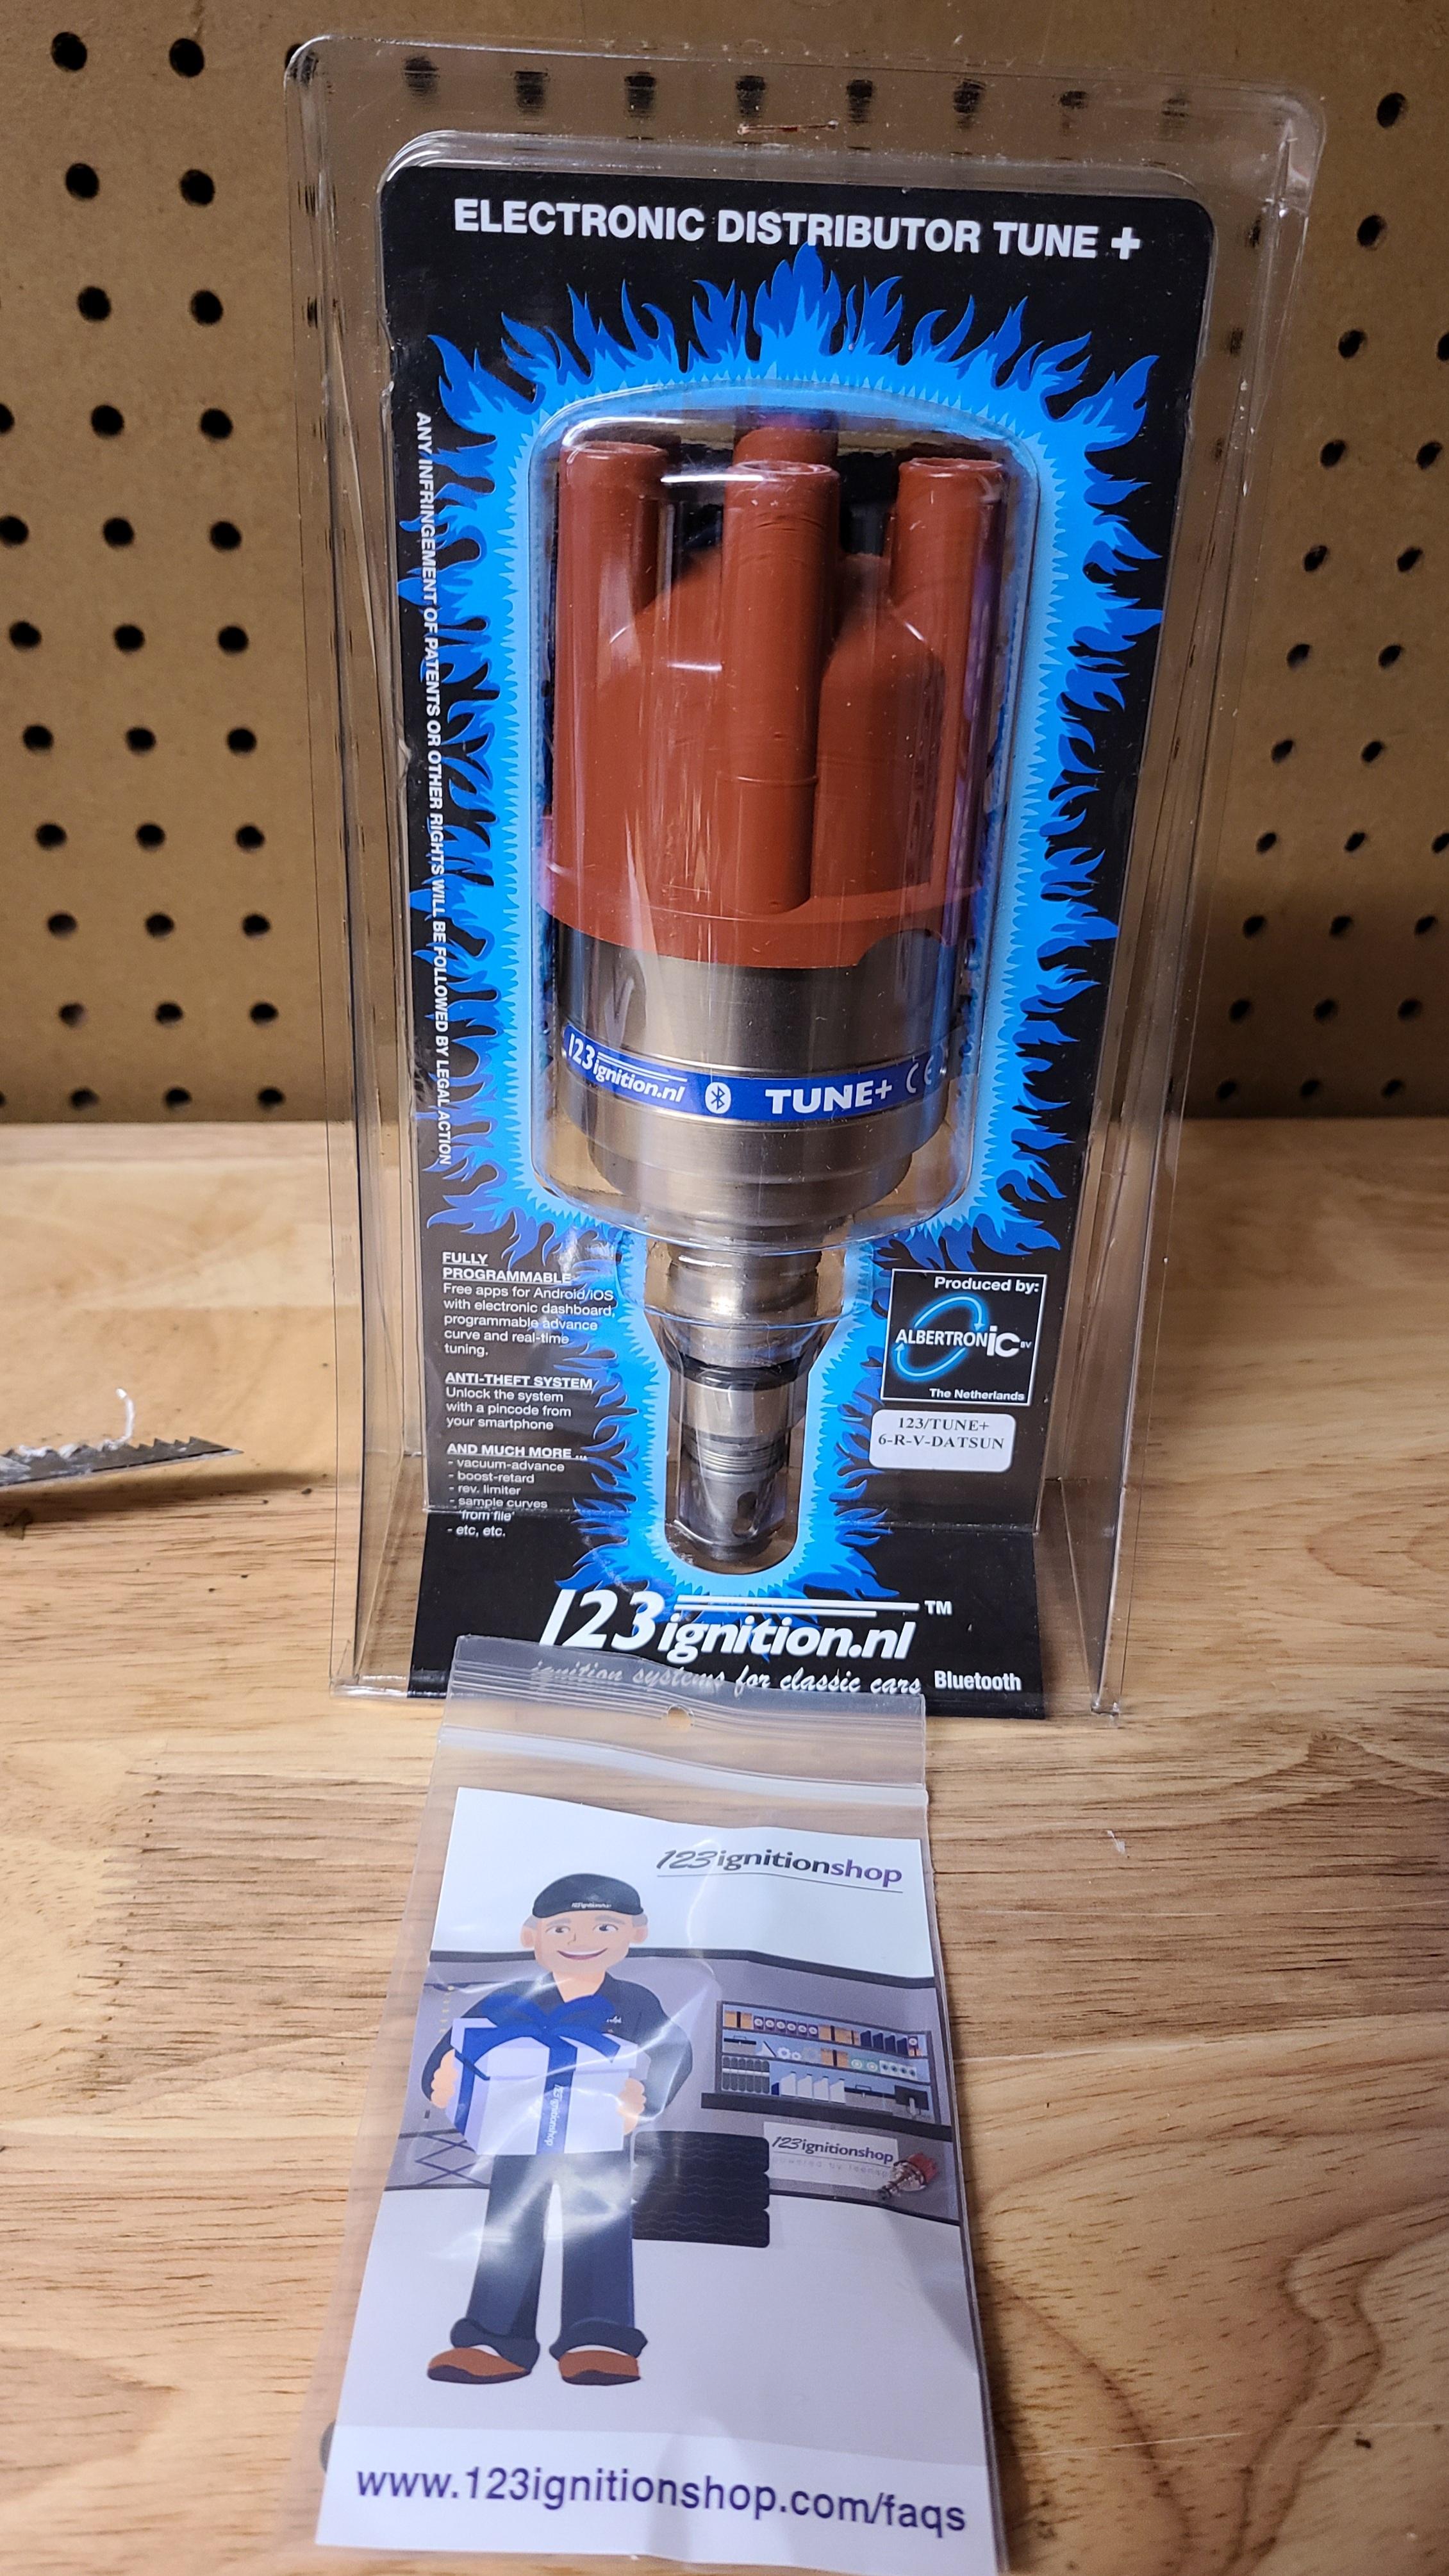 ELECTRONIC DISTRIBUTOR TUNE +
ANY INFRINGEMENT OF PATENTS OR OTHER RIGHTS WILL BE FOLLOWED BY LEGAL ACTION
123ignition.nl TUNE+ CE
FULLY
PROGRAMMABLE
Free apps for Android/iOS
with electronic dashboard,
programmable advance
curve and real-time
tuning.
ANTI-THEFT SYSTEM
Unlock the system
with a pincode from
your smartphone
AND MUCH MORE ...
- vacuum-advance
- boost-retard
- rev. limiter
- sample curves
'from file'
- etc, etc.
Produced by:
ALBERTRONIC BV
The Netherlands
123/TUNE+
6-R-V-DATSUN
123ignition.nl ™
ignition systems for classic cars Bluetooth
123ignitionshop
123ignitionshop
123ignitionshop
www.123ignitionshop.com/faqs